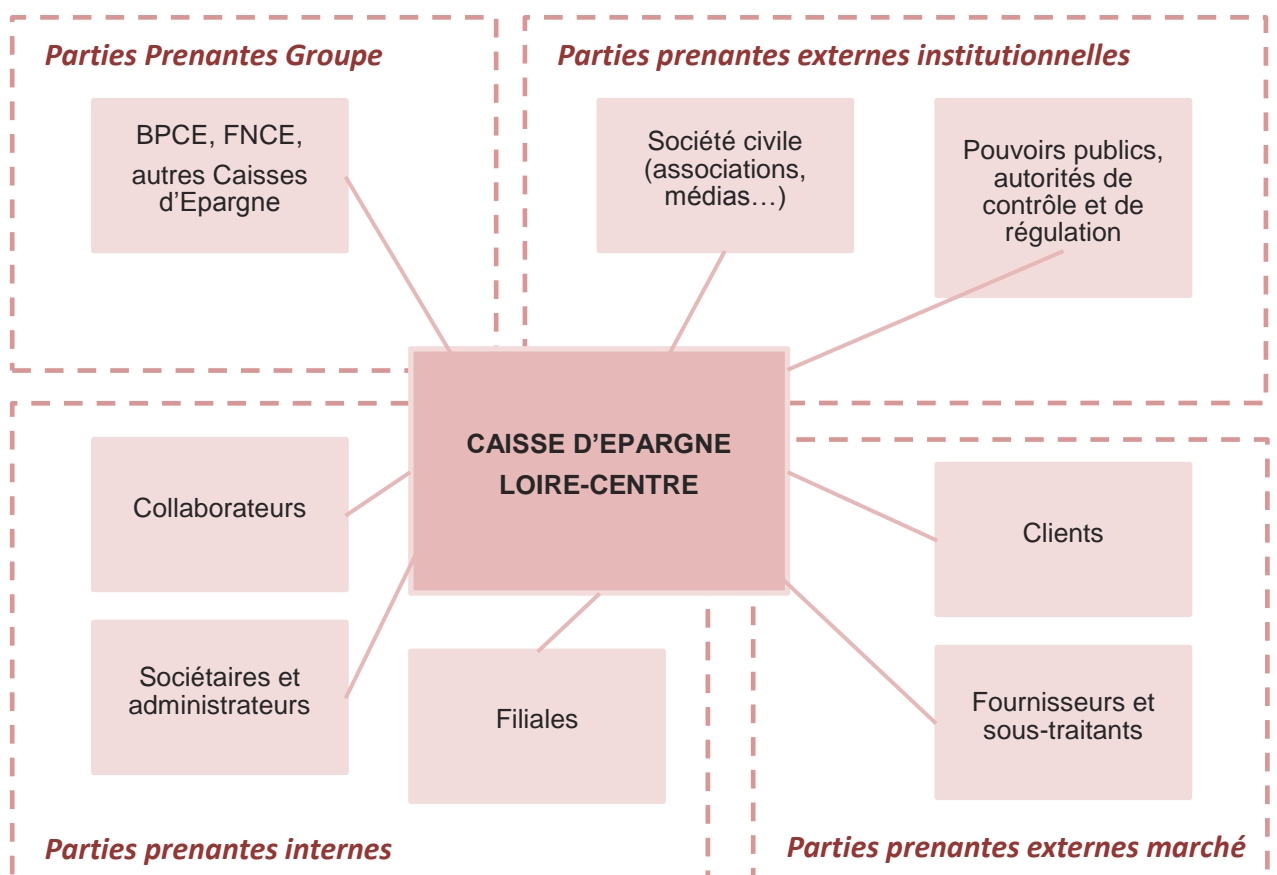 Parties Prenantes Groupe
BPCE, FNCE,
autres Caisses
d’Epargne
Parties prenantes externes institutionnelles
Société civile
(associations,
médias…)
Pouvoirs publics,
autorités de
contrôle et de
régulation
CAISSE D’EPARGNE
LOIRE-CENTRE
Collaborateurs
Sociétaires et
administrateurs
Filiales
Parties prenantes internes
Clients
Fournisseurs et
sous-traitants
Parties prenantes externes marché